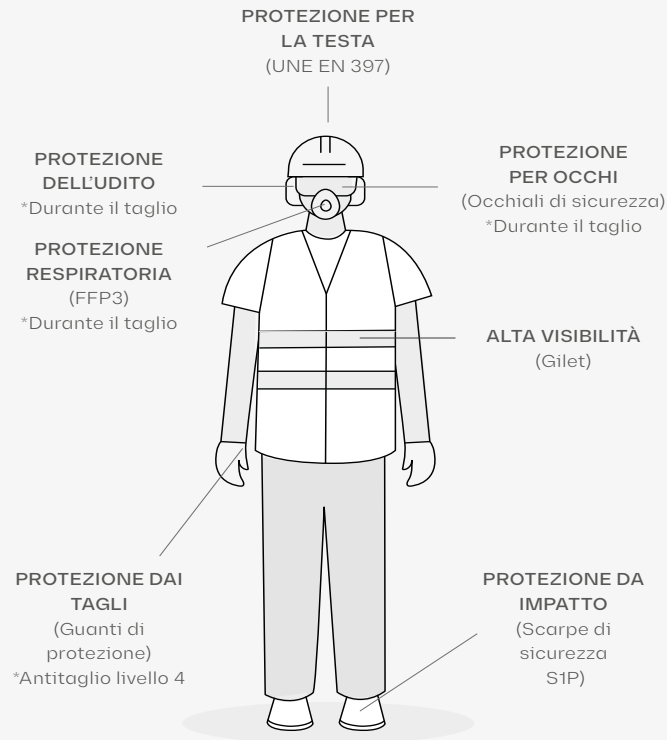 PROTEZIONE PER
LA TESTA
(UNE EN 397)
PROTEZIONE
DELL'UDITO
*Durante il taglio
PROTEZIONE
PER OCCHI
(Occhiali di sicurezza)
*Durante il taglio
PROTEZIONE
RESPIRATORIA
(FFP3)
*Durante il taglio
ALTA VISIBILITÀ
(Gilet)
PROTEZIONE DAI
TAGLI
(Guanti di
protezione)
*Antitaglio livello 4
PROTEZIONE DA
IMPATTO
(Scarpe di
sicurezza
S1P)